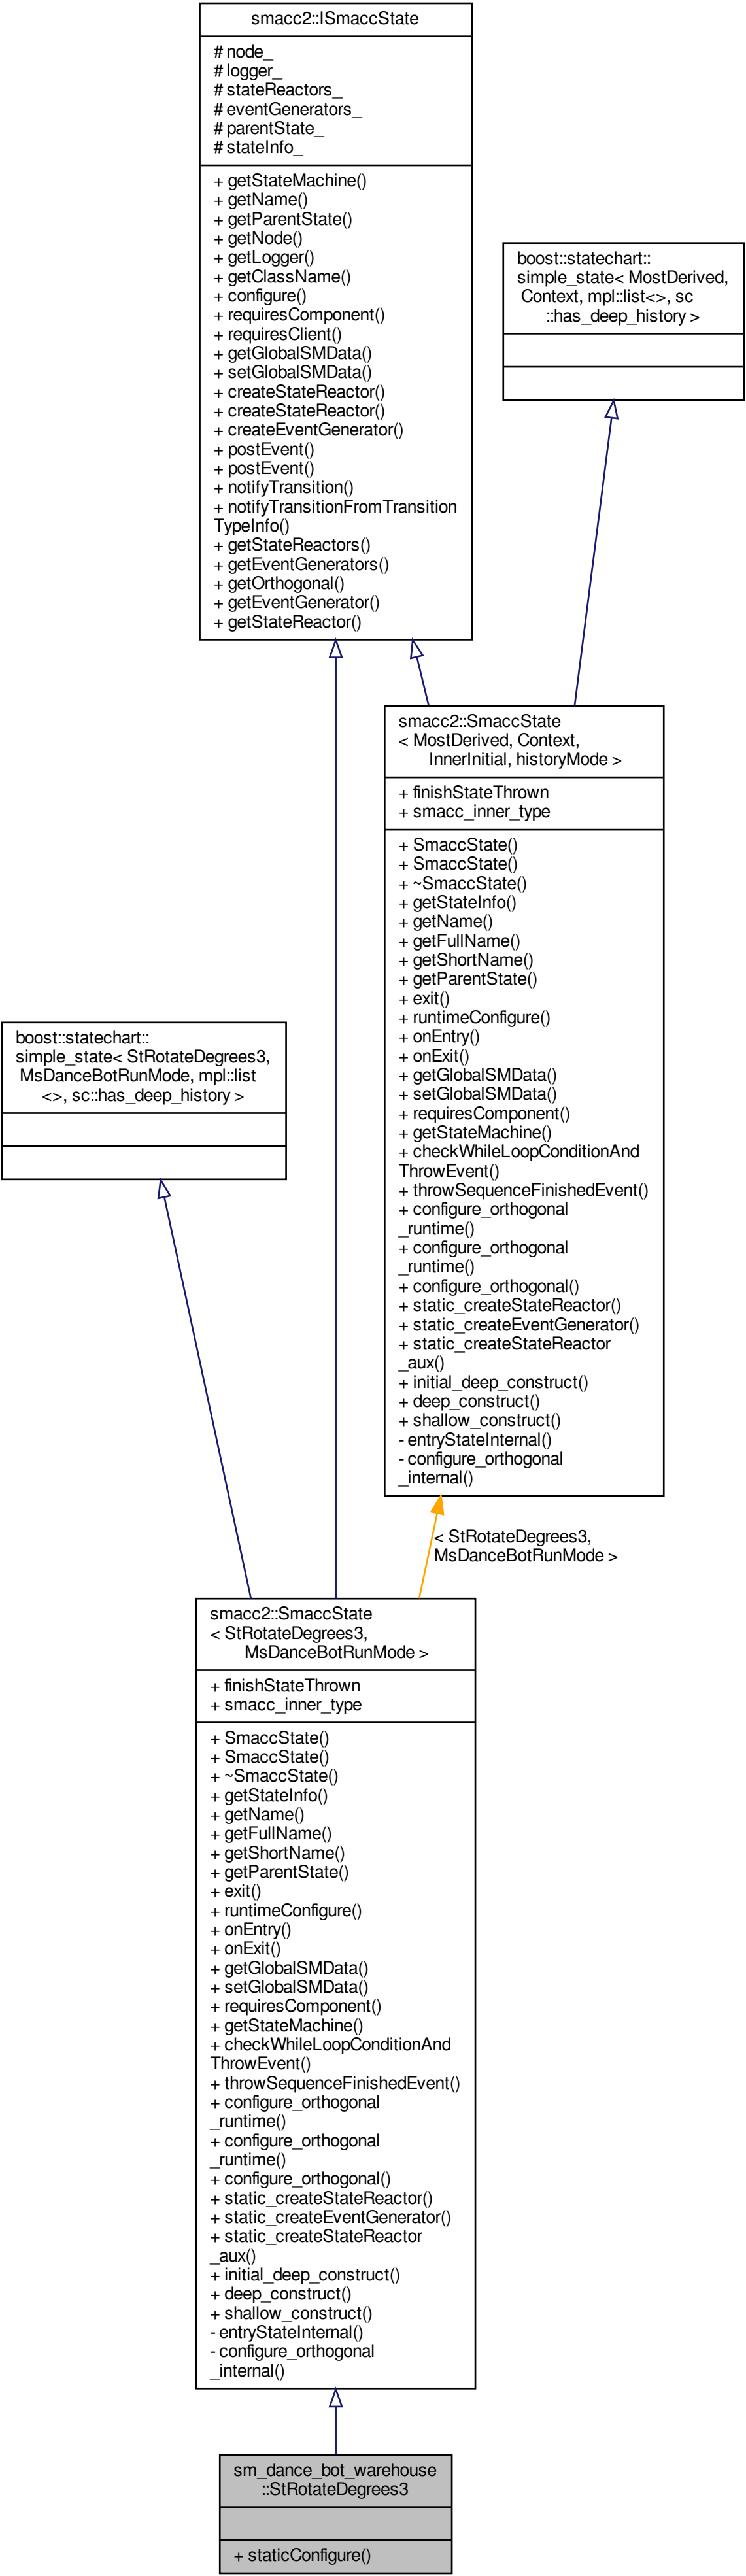 smacc2::ISmaccState
# node_
# logger_
# stateReactors_
# eventGenerators_
# parentState_
# stateInfo_
+ getStateMachine()
+ getName()
+ getParentState()
+ getNode()
+ getLogger()
+ getClassName()
+ configure()
+ requiresComponent()
+ requiresClient()
+ getGlobalSMData()
+ setGlobalSMData()
+ createStateReactor()
+ createStateReactor()
+ createEventGenerator()
+ postEvent()
+ postEvent()
+ notifyTransition()
+ notifyTransitionFromTransition
TypeInfo()
+ getStateReactors()
+ getEventGenerators()
+ getOrthogonal()
+ getEventGenerator()
+ getStateReactor()
boost::statechart::
simple_state< MostDerived,
Context, mpl::list<>, sc
::has_deep_history >
smacc2::SmaccState
< MostDerived, Context,
InnerInitial, historyMode >
+ finishStateThrown
+ smacc_inner_type
+ SmaccState()
+ SmaccState()
+ ~SmaccState()
+ getStateInfo()
+ getName()
+ getFullName()
+ getShortName()
+ getParentState()
+ exit()
+ runtimeConfigure()
+ onEntry()
+ onExit()
+ getGlobalSMData()
+ setGlobalSMData()
+ requiresComponent()
+ getStateMachine()
+ checkWhileLoopConditionAnd
ThrowEvent()
+ throwSequenceFinishedEvent()
+ configure_orthogonal
_runtime()
+ configure_orthogonal
_runtime()
+ configure_orthogonal()
+ static_createStateReactor()
+ static_createEventGenerator()
+ static_createStateReactor
_aux()
+ initial_deep_construct()
+ deep_construct()
+ shallow_construct()
- entryStateInternal()
- configure_orthogonal
_internal()
boost::statechart::
simple_state< StRotateDegrees3,
MsDanceBotRunMode, mpl::list
<>, sc::has_deep_history >
< StRotateDegrees3,
MsDanceBotRunMode >
smacc2::SmaccState
< StRotateDegrees3,
MsDanceBotRunMode >
+ finishStateThrown
+ smacc_inner_type
+ SmaccState()
+ SmaccState()
+ ~SmaccState()
+ getStateInfo()
+ getName()
+ getFullName()
+ getShortName()
+ getParentState()
+ exit()
+ runtimeConfigure()
+ onEntry()
+ onExit()
+ getGlobalSMData()
+ setGlobalSMData()
+ requiresComponent()
+ getStateMachine()
+ checkWhileLoopConditionAnd
ThrowEvent()
+ throwSequenceFinishedEvent()
+ configure_orthogonal
_runtime()
+ configure_orthogonal
_runtime()
+ configure_orthogonal()
+ static_createStateReactor()
+ static_createEventGenerator()
+ static_createStateReactor
_aux()
+ initial_deep_construct()
+ deep_construct()
+ shallow_construct()
- entryStateInternal()
- configure_orthogonal
_internal()
sm_dance_bot_warehouse
::StRotateDegrees3
+ staticConfigure()